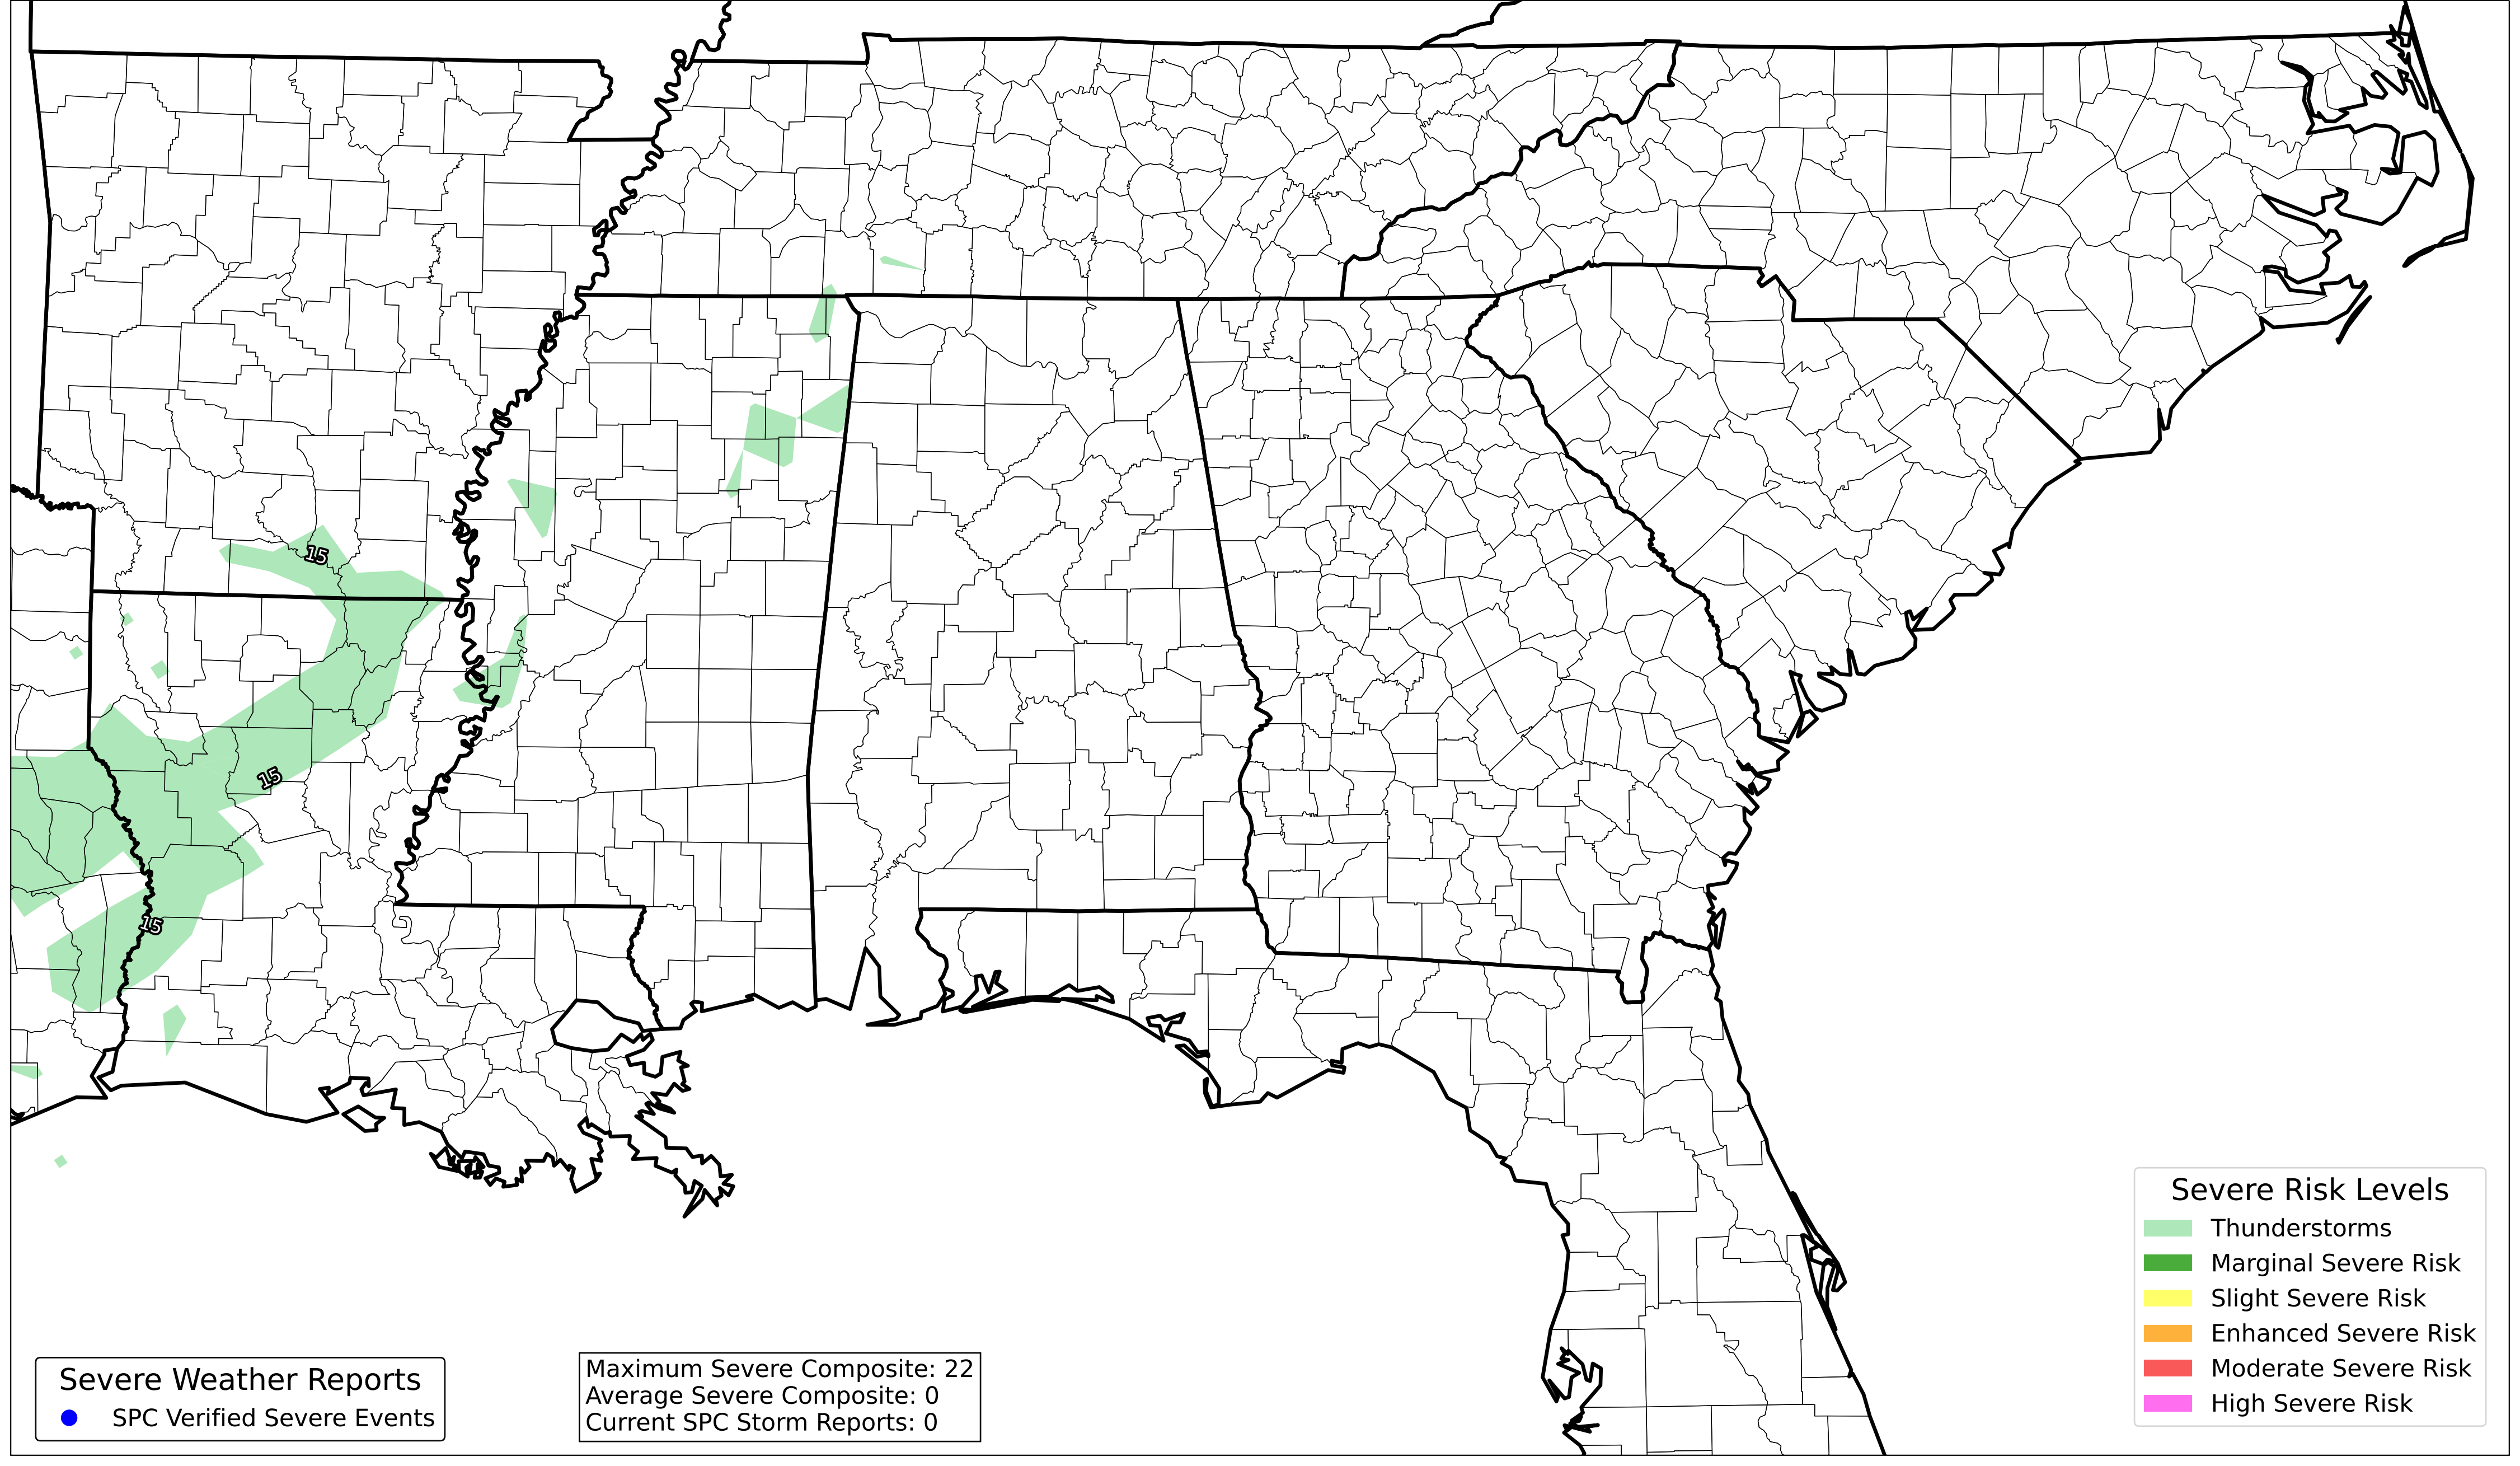 15
15
15
Severe Risk Levels
Thunderstorms
Marginal Severe Risk
Slight Severe Risk
Enhanced Severe Risk
Moderate Severe Risk
High Severe Risk
Severe Weather Reports
SPC Verified Severe Events
Maximum Severe Composite: 22
Average Severe Composite: 0
Current SPC Storm Reports: 0